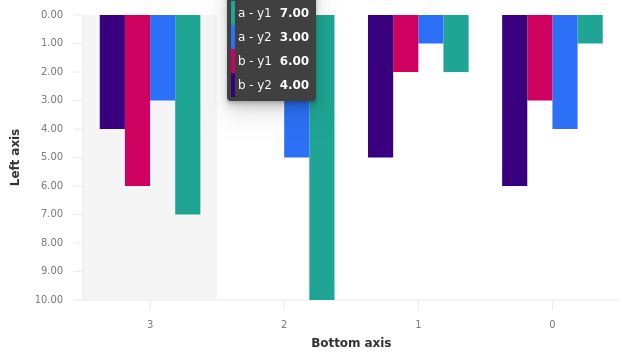 0.00
1.00
2.00
3.00
4.00
5.00
6.00
7.00
8.00
9.00
10.00
Left axis
a - y1 7.00
a - y2 3.00
b - y1 6.00
b - y2 4.00
3 2 1 0
Bottom axis